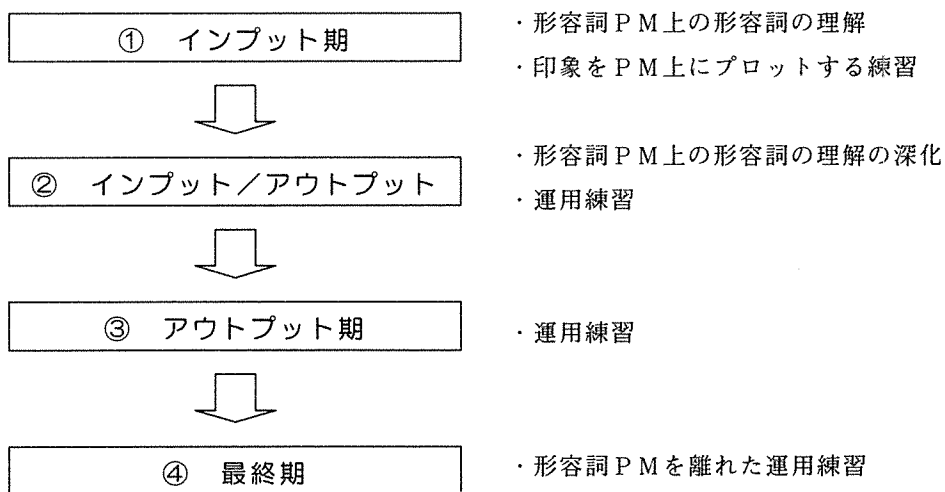 ① インプット期
・形容詞ＰＭ上の形容詞の理解
・印象をＰＭ上にプロットする練習
② インプット／アウトプット
・形容詞ＰＭ上の形容詞の理解の深化
・運用練習
③ アウトプット期
・運用練習
④ 最終期
・形容詞ＰＭを離れた運用練習